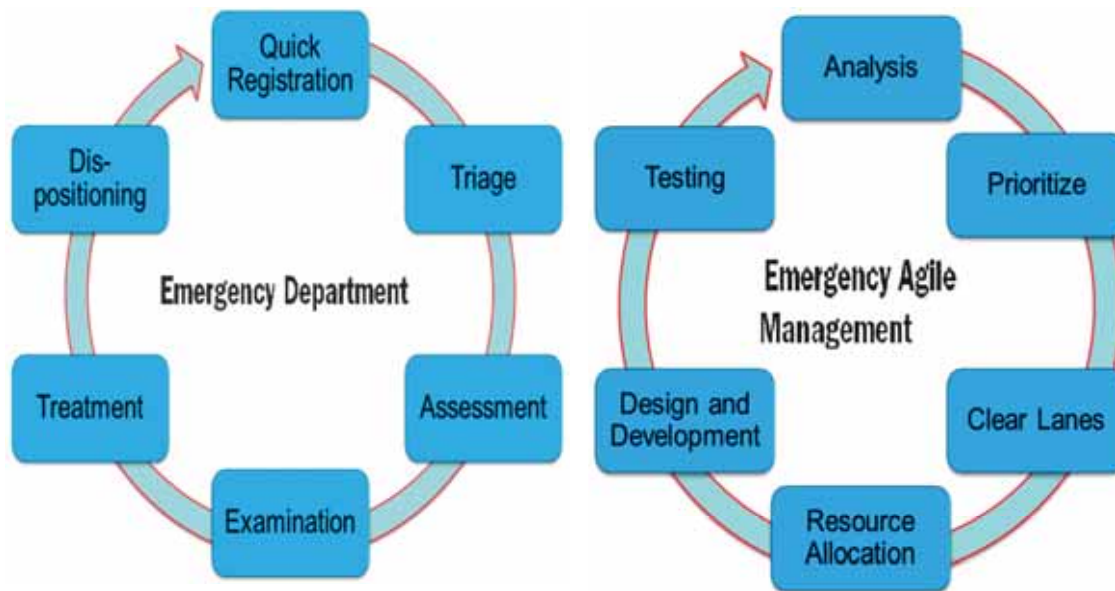 Quick
Registration
Triage
Assessment
Examination
Treatment
Dis-
positioning
Emergency Department
Analysis
Prioritize
Clear Lanes
Resource
Allocation
Design and
Development
Testing
Emergency Agile
Management